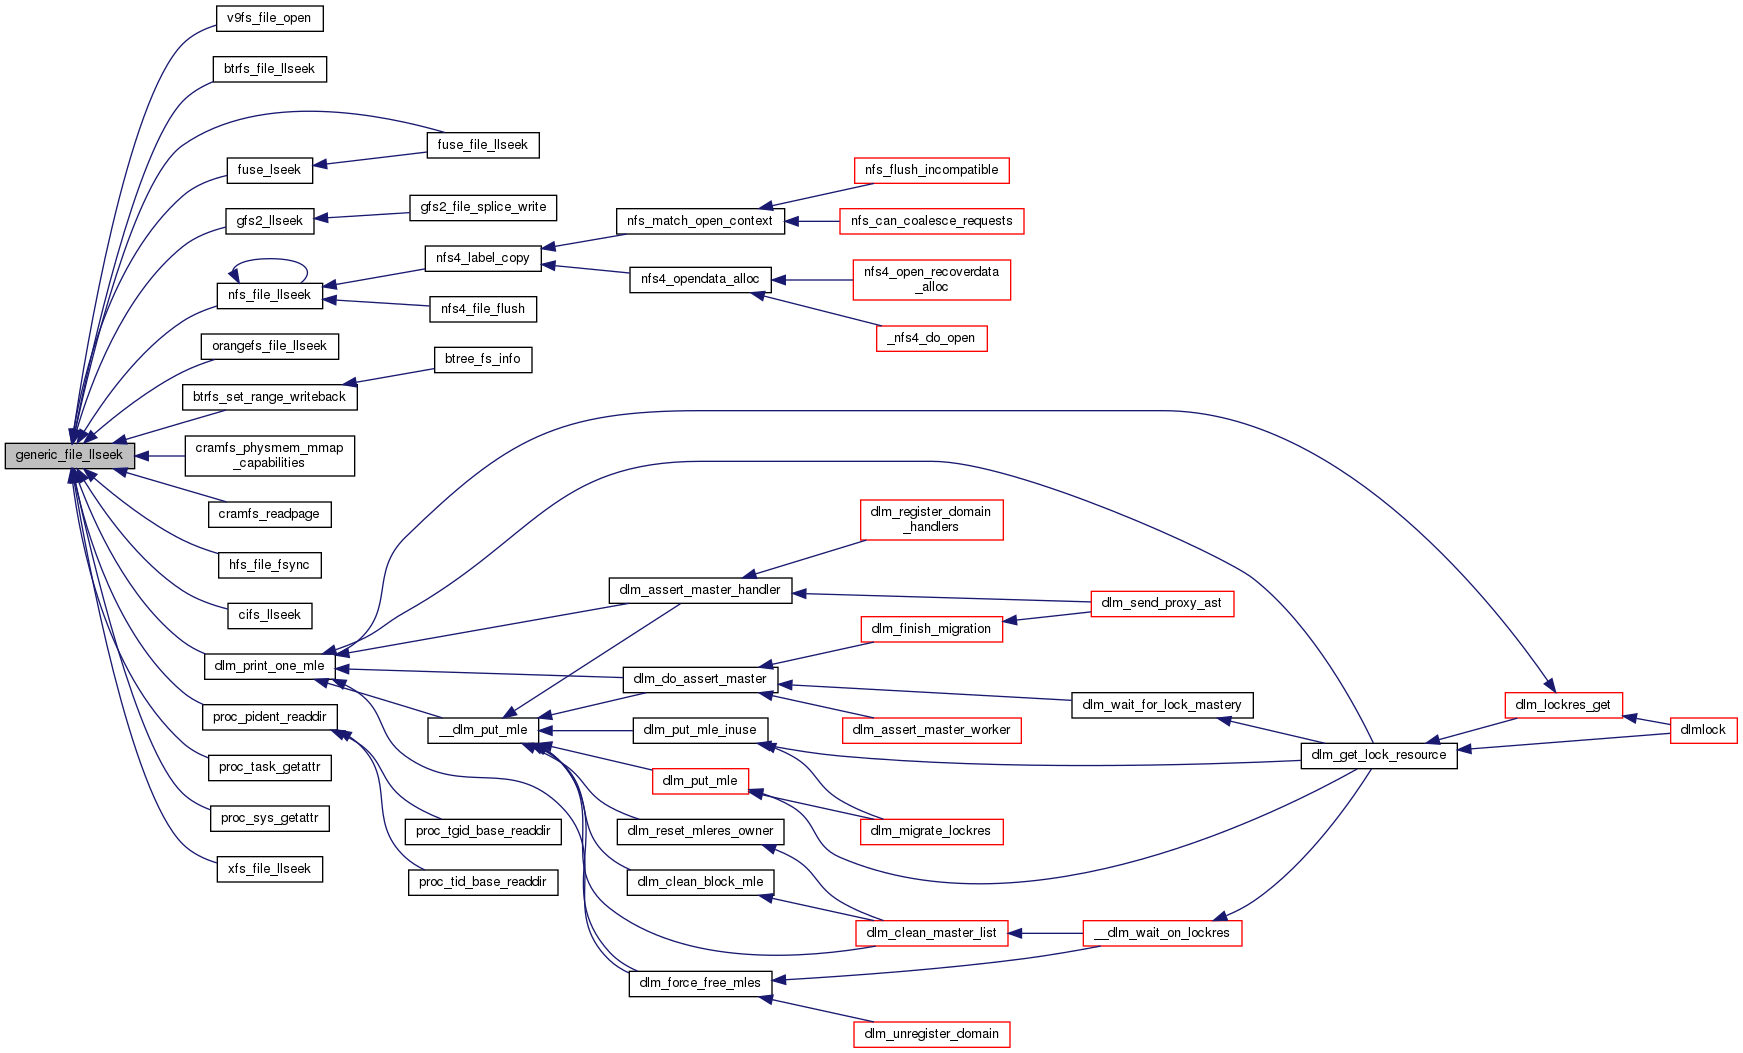 v9fs_file_open
btrfs_file_llseek
fuse_file_llseek
fuse_lseek
nfs_flush_incompatible
gfs2_file_splice_write
gfs2_llseek
nfs_match_open_context
nfs_can_coalesce_requests
nfs4_label_copy
nfs4_opendata_alloc
nfs4_open_recoverdata
_alloc
nfs_file_llseek
nfs4_file_flush
_nfs4_do_open
orangefs_file_llseek
btree_fs_info
btrfs_set_range_writeback
generic_file_llseek
cramfs_physmem_mmap
_capabilities
cramfs_readpage
dlm_register_domain
_handlers
hfs_file_fsync
dlm_assert_master_handler
dlm_send_proxy_ast
cifs_llseek
dlm_finish_migration
dlm_print_one_mle
dlm_do_assert_master
dlm_wait_for_lock_mastery
dlm_lockres_get
proc_pident_readdir
__dlm_put_mle
dlm_put_mle_inuse
dlm_assert_master_worker
dlmlock
dlm_get_lock_resource
proc_task_getattr
dlm_put_mle
proc_sys_getattr
proc_tgid_base_readdir
dlm_reset_mleres_owner
dlm_migrate_lockres
xfs_file_llseek
proc_tid_base_readdir
dlm_clean_block_mle
dlm_clean_master_list
__dlm_wait_on_lockres
dlm_force_free_mles
dlm_unregister_domain